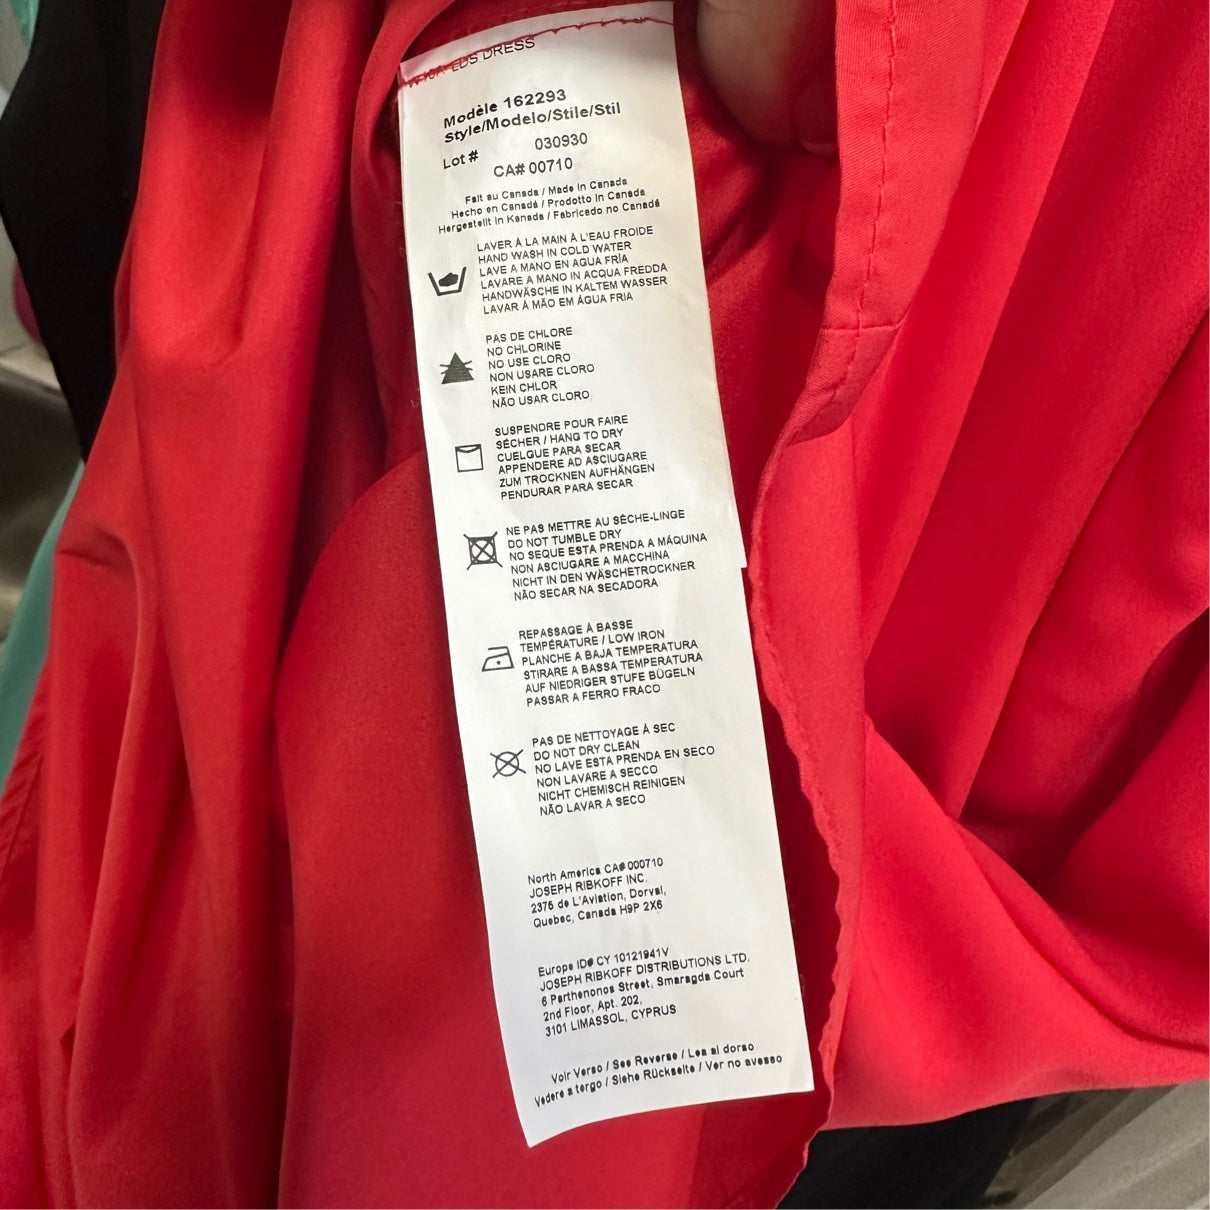 DRESS
Modèle 162293
Style/Modelo/Stile/Stil
Lot # 030930
CA# 00710
Fait au Canada / Made in Canada
Hecho en Canadá / Prodotto in Canada
Hergestellt in Kanada / Fabricado no Canadá
LAVER À LA MAIN À L'EAU FROIDE
HAND WASH IN COLD WATER
LAVE A MANO EN AGUA FRÍA
LAVARE A MANO IN ACQUA FREDDA
HANDWÄSCHE IN KALTEM WASSER
LAVAR À MÃO EM ÁGUA FRIA
PAS DE CHLORE
NO CHLORINE
NO USE CLORO
NON USARE CLORO
KEIN CHLOR
NÃO USAR CLORO
SUSPENDRE POUR FAIRE
SÉCHER / HANG TO DRY
CUELGUE PARA SECAR
APPENDERE AD ASCIUGARE
ZUM TROCKNEN AUFHÄNGEN
PENDURAR PARA SECAR
NE PAS METTRE AU SÈCHE-LINGE
DO NOT TUMBLE DRY
NO SEQUE ESTA PRENDA A MÁQUINA
NON ASCIUGARE A MACCHINA
NICHT IN DEN WÄSCHETROCKNER
NÃO SECAR NA SECADORA
REPASSAGE À BASSE
TEMPÉRATURE / LOW IRON
PLANCHE A BAJA TEMPERATURA
STIRARE A BASSA TEMPERATURA
AUF NIEDRIGER STUFE BÜGELN
PASSAR A FERRO FRACO
PAS DE NETTOYAGE À SEC
DO NOT DRY CLEAN
NO LAVE ESTA PRENDA EN SECO
NON LAVARE A SECCO
NICHT CHEMISCH REINIGEN
NÃO LAVAR A SECO
North America CA# 000710
JOSEPH RIBKOFF INC.
2375 de L'Aviation, Dorval,
Quebec, Canada H9P 2X6
Europe ID# CY 10121941V
JOSEPH RIBKOFF DISTRIBUTIONS LTD.
6 Parthenonos Street, Smaragda Court
2nd Floor, Apt. 202,
3101 LIMASSOL, CYPRUS
Voir Verso / See Reverse / Lea al dorso
Vedere a tergo / Siehe Rückseite / Ver no avesso